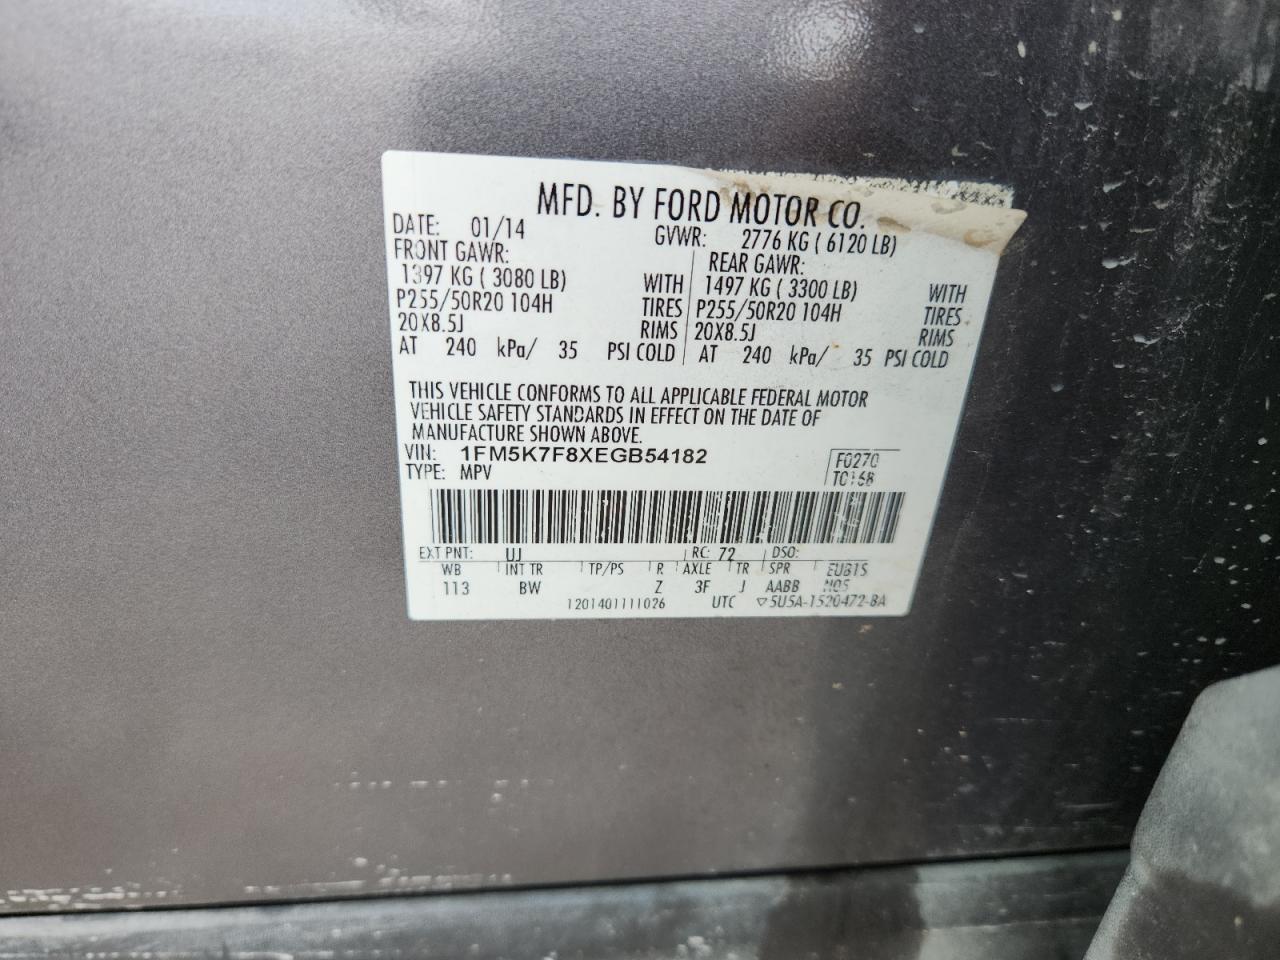 MFD. BY FORD MOTOR CO.
DATE: 01/14 GVWR: 2776 KG ( 6120 LB)
FRONT GAWR: REAR GAWR:
1397 KG ( 3080 LB) WITH 1497 KG ( 3300 LB) WITH
P255/50R20 104H TIRES P255/50R20 104H TIRES
20X8.5J RIMS 20X8.5J RIMS
AT 240 kPa/ 35 PSI COLD AT 240 kPa/ 35 PSI COLD
THIS VEHICLE CONFORMS TO ALL APPLICABLE FEDERAL MOTOR
VEHICLE SAFETY STANDARDS IN EFFECT ON THE DATE OF
MANUFACTURE SHOWN ABOVE.
VIN: 1FM5K7F8XEGB54182 F0270
TYPE: MPV T0168
EXT PNT: UJ RC: 72 DSO:
WB INT TR TP/PS R AXLE TR SPR
113 BW Z 3F J AABB
1201401111026 UTC ▽5U5A-1520472-BA